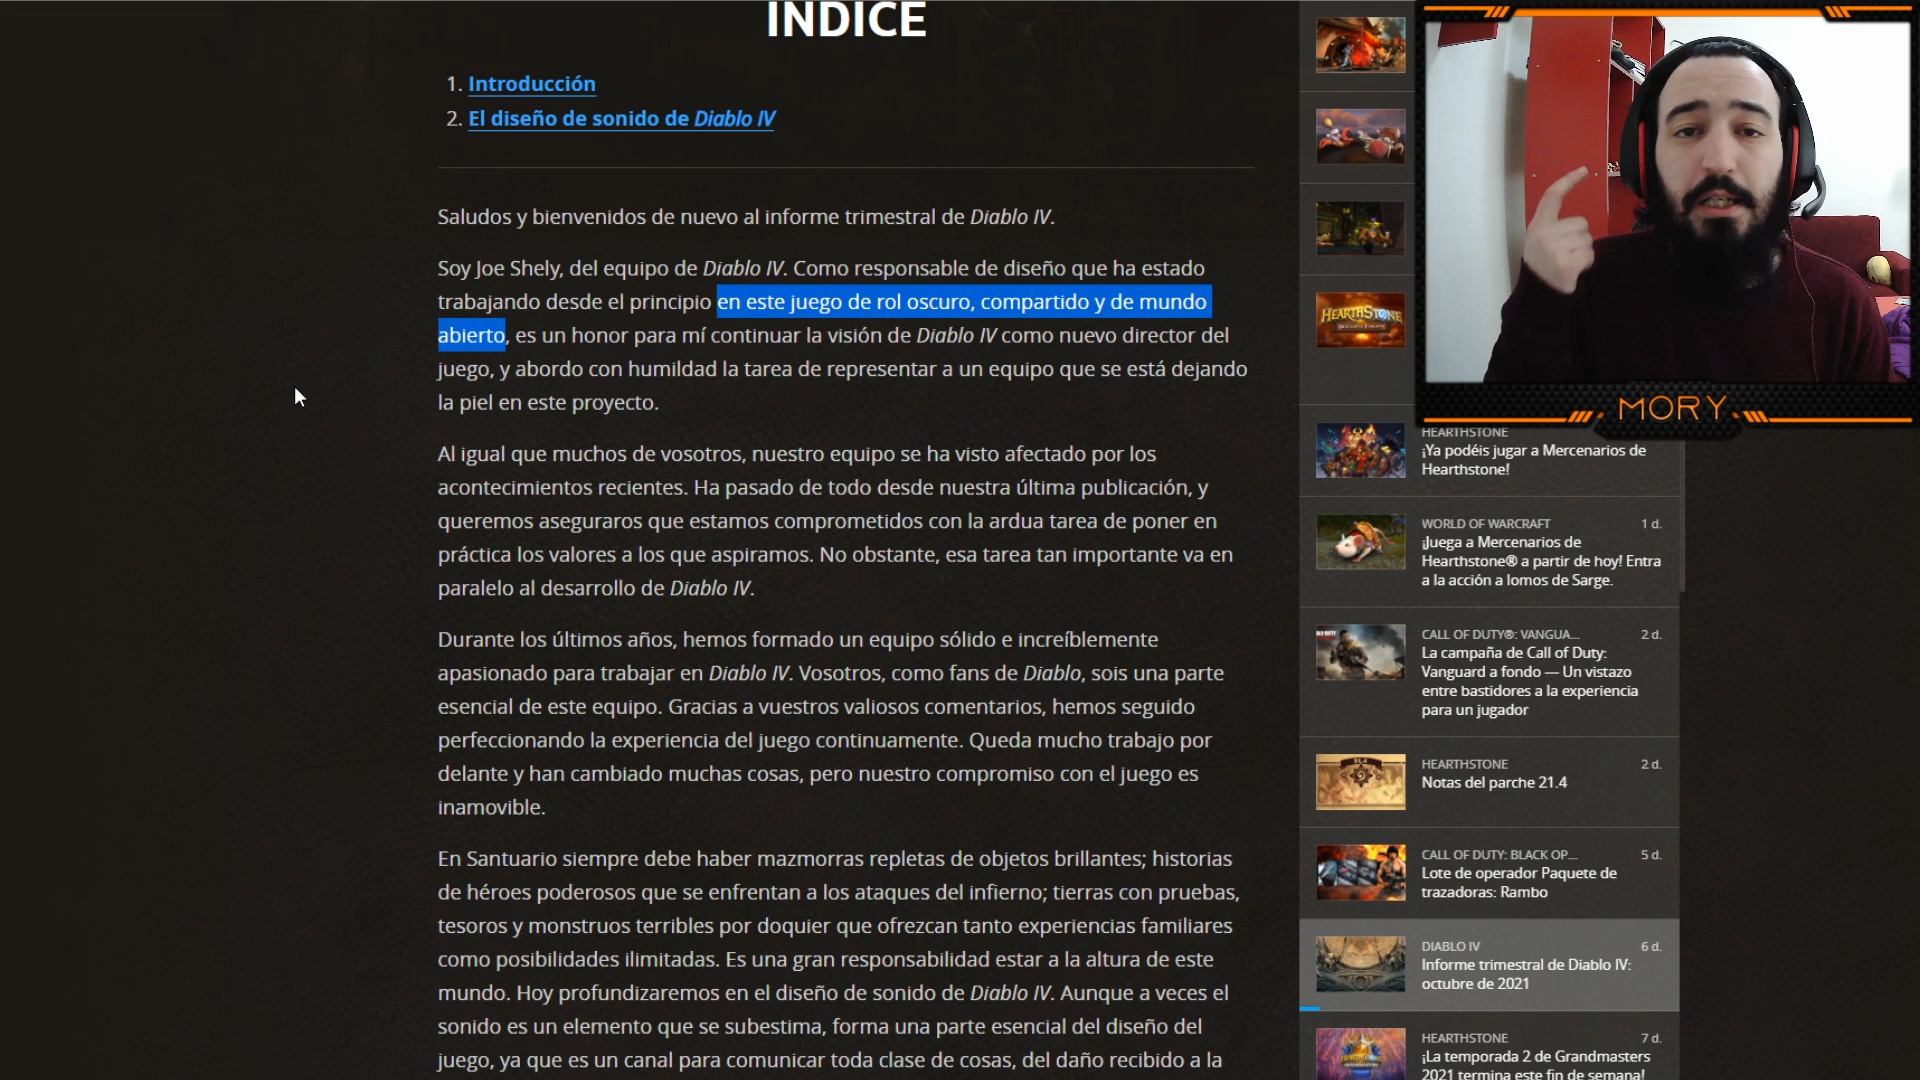 ÍNDICE
1. Introducción
2. El diseño de sonido de Diablo IV
Saludos y bienvenidos de nuevo al informe trimestral de Diablo IV.
Soy Joe Shely, del equipo de Diablo IV. Como responsable de diseño que ha estado
trabajando desde el principio en este juego de rol oscuro, compartido y de mundo
abierto, es un honor para mí continuar la visión de Diablo IV como nuevo director del
juego, y abordo con humildad la tarea de representar a un equipo que se está dejando
la piel en este proyecto.
Al igual que muchos de vosotros, nuestro equipo se ha visto afectado por los
acontecimientos recientes. Ha pasado de todo desde nuestra última publicación, y
queremos aseguraros que estamos comprometidos con la ardua tarea de poner en
práctica los valores a los que aspiramos. No obstante, esa tarea tan importante va en
paralelo al desarrollo de Diablo IV.
Durante los últimos años, hemos formado un equipo sólido e increíblemente
apasionado para trabajar en Diablo IV. Vosotros, como fans de Diablo, sois una parte
esencial de este equipo. Gracias a vuestros valiosos comentarios, hemos seguido
perfeccionando la experiencia del juego continuamente. Queda mucho trabajo por
delante y han cambiado muchas cosas, pero nuestro compromiso con el juego es
inamovible.
En Santuario siempre debe haber mazmorras repletas de objetos brillantes; historias
de héroes poderosos que se enfrentan a los ataques del infierno; tierras con pruebas,
tesoros y monstruos terribles por doquier que ofrezcan tanto experiencias familiares
como posibilidades ilimitadas. Es una gran responsabilidad estar a la altura de este
mundo. Hoy profundizaremos en el diseño de sonido de Diablo IV. Aunque a veces el
sonido es un elemento que se subestima, forma una parte esencial del diseño del
juego, ya que es un canal para comunicar toda clase de cosas, del daño recibido a la
MORY
HEARTHSTONE
HEARTHSTONE
¡Ya podéis jugar a Mercenarios de
Hearthstone!
WORLD OF WARCRAFT 1 d.
¡Juega a Mercenarios de
Hearthstone® a partir de hoy! Entra
a la acción a lomos de Sarge.
CALL OF DUTY®: VANGUA... 2 d.
La campaña de Call of Duty:
Vanguard a fondo — Un vistazo
entre bastidores a la experiencia
para un jugador
HEARTHSTONE 2 d.
Notas del parche 21.4
CALL OF DUTY: BLACK OP... 5 d.
Lote de operador Paquete de
trazadoras: Rambo
DIABLO IV 6 d.
Informe trimestral de Diablo IV:
octubre de 2021
HEARTHSTONE 7 d.
¡La temporada 2 de Grandmasters
2021 termina este fin de semana!